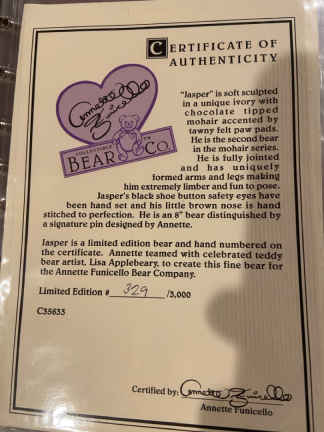 CERTIFICATE OF
AUTHENTICITY
Annette Funicello
COLLECTIBLE
BEAR CO.
"Jasper" is soft sculpted
in a unique ivory with
chocolate tipped
mohair accented by
tawny felt paw pads.
He is the second bear
in the mohair series.
He is fully jointed
and has uniquely
formed arms and legs making
him extremely limber and fun to pose.
Jasper's black shoe button safety eyes have
been hand set and his little brown nose is hand
stitched to perfection. He is an 8" bear distinguished by
a signature pin designed by Annette.
Jasper is a limited edition bear and hand numbered on
the certificate. Annette teamed with celebrated teddy
bear artist, Lisa Applebeary, to create this fine bear for
the Annette Funicello Bear Company.
Limited Edition # 329 /3,000
C35633
Certified by: Annette Funicello
Annette Funicello